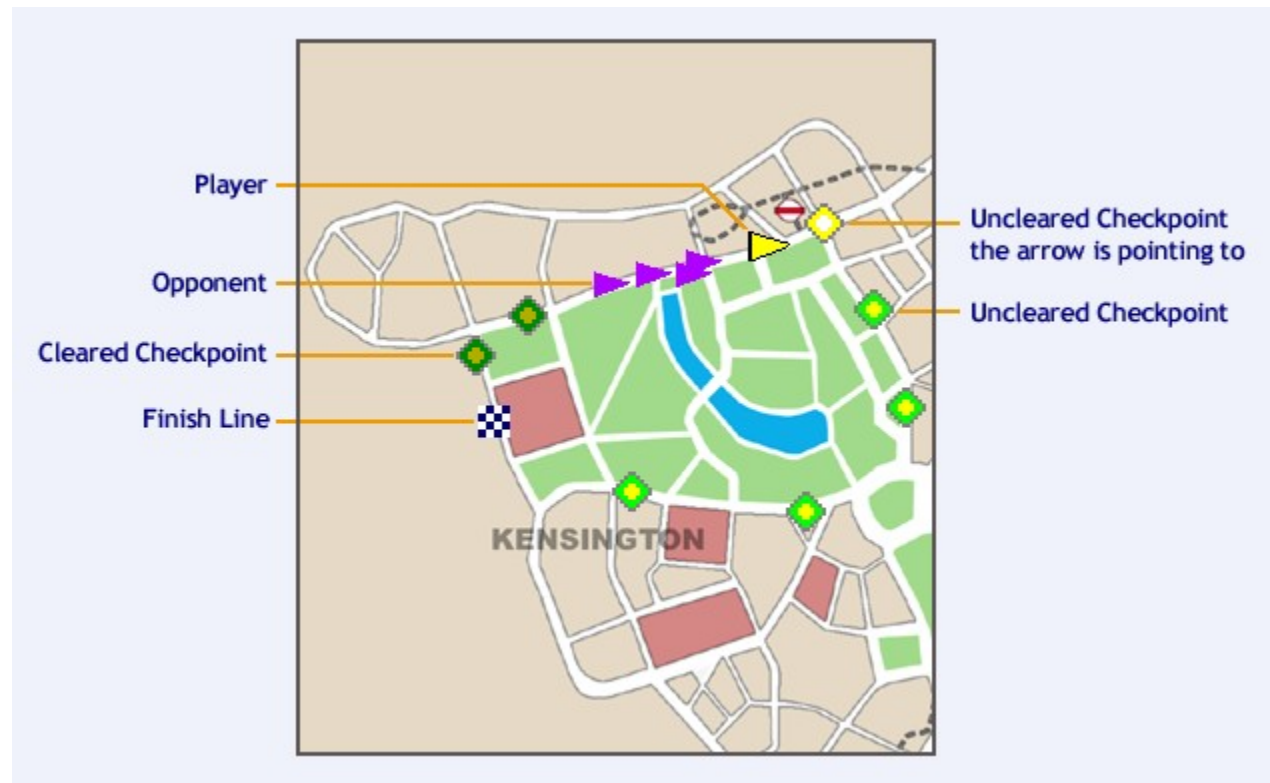 Player
Uncleared Checkpoint
the arrow is pointing to
Opponent
Uncleared Checkpoint
Cleared Checkpoint
Finish Line
KENSINGTON